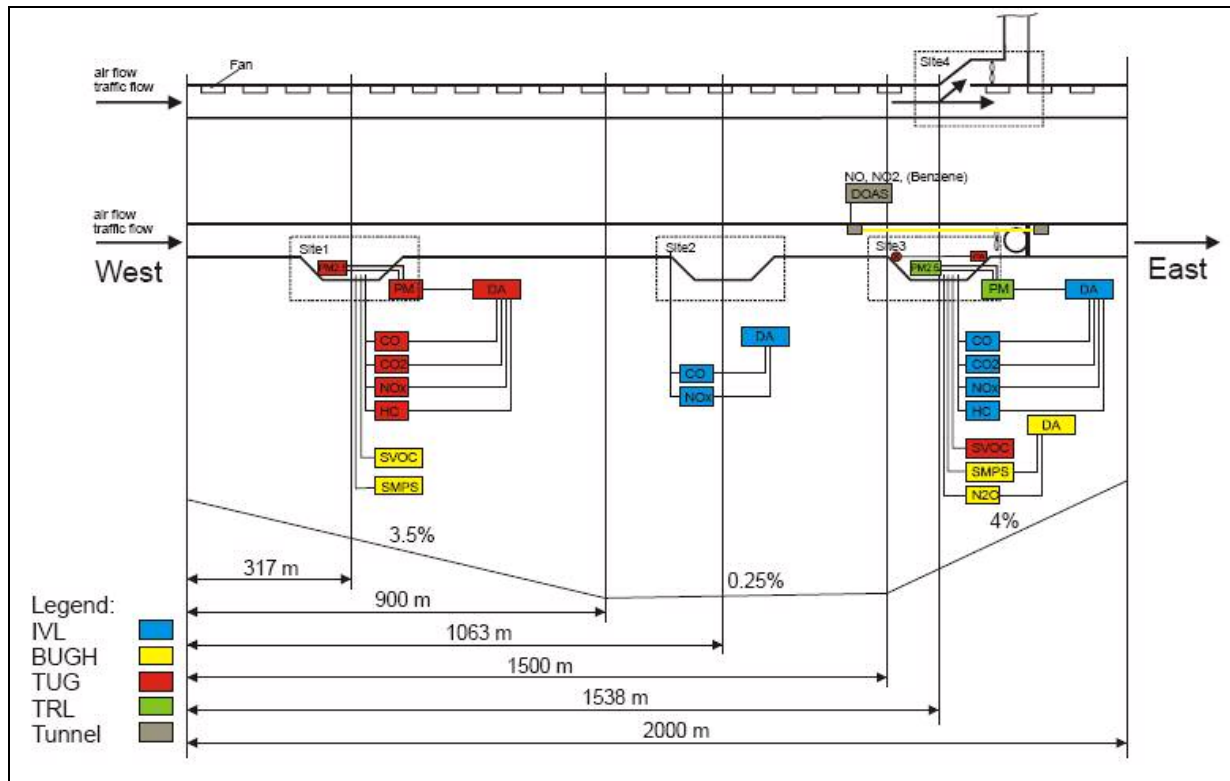 Fan
Site4
air flow
traffic flow
NO, NO2, (Benzene)
DOAS
air flow
traffic flow
West
East
Site1
Site2
Site3
PM2.5
PM
DA
CO
CO2
NOx
HC
SVOC
SMPS
DA
CO
NOx
PM2.5
PM
DA
CO
CO2
NOx
HC
DA
SVOC
SMPS
N2O
3.5%
0.25%
4%
317 m
900 m
1063 m
1500 m
1538 m
2000 m
Legend:
IVL
BUGH
TUG
TRL
Tunnel